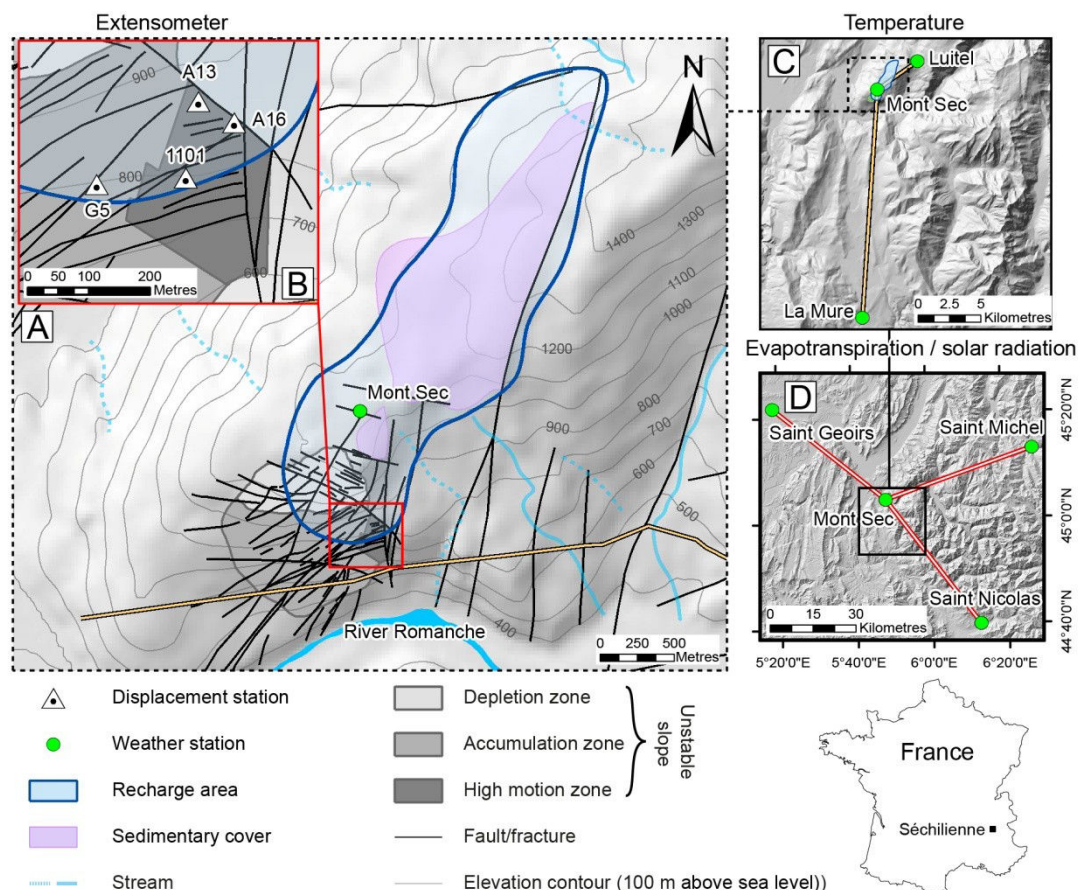 Extensometer
Temperature
A
N
Mont Sec
1400
1300
1100
1000
1200
900
800
700
600
500
400
River Romanche
0 250 500
Metres
B
900
A13
A16
1101
800
G5
700
600
0 50 100 200
Metres
C
Luitel
Mont Sec
La Mure
0 2.5 5
Kilometres
Evapotranspiration / solar radiation
D
Saint Geoirs
Saint Michel
Mont Sec
Saint Nicolas
0 15 30 60
Kilometres
45°20'0"N
45°0'0"N
44°40'0"N
5°20'0"E 5°40'0"E 6°0'0"E 6°20'0"E
Displacement station
Weather station
Recharge area
Sedimentary cover
Stream
Depletion zone
Accumulation zone
High motion zone
Unstable
slope
Fault/fracture
Elevation contour (100 m above sea level))
France
Séchilienne